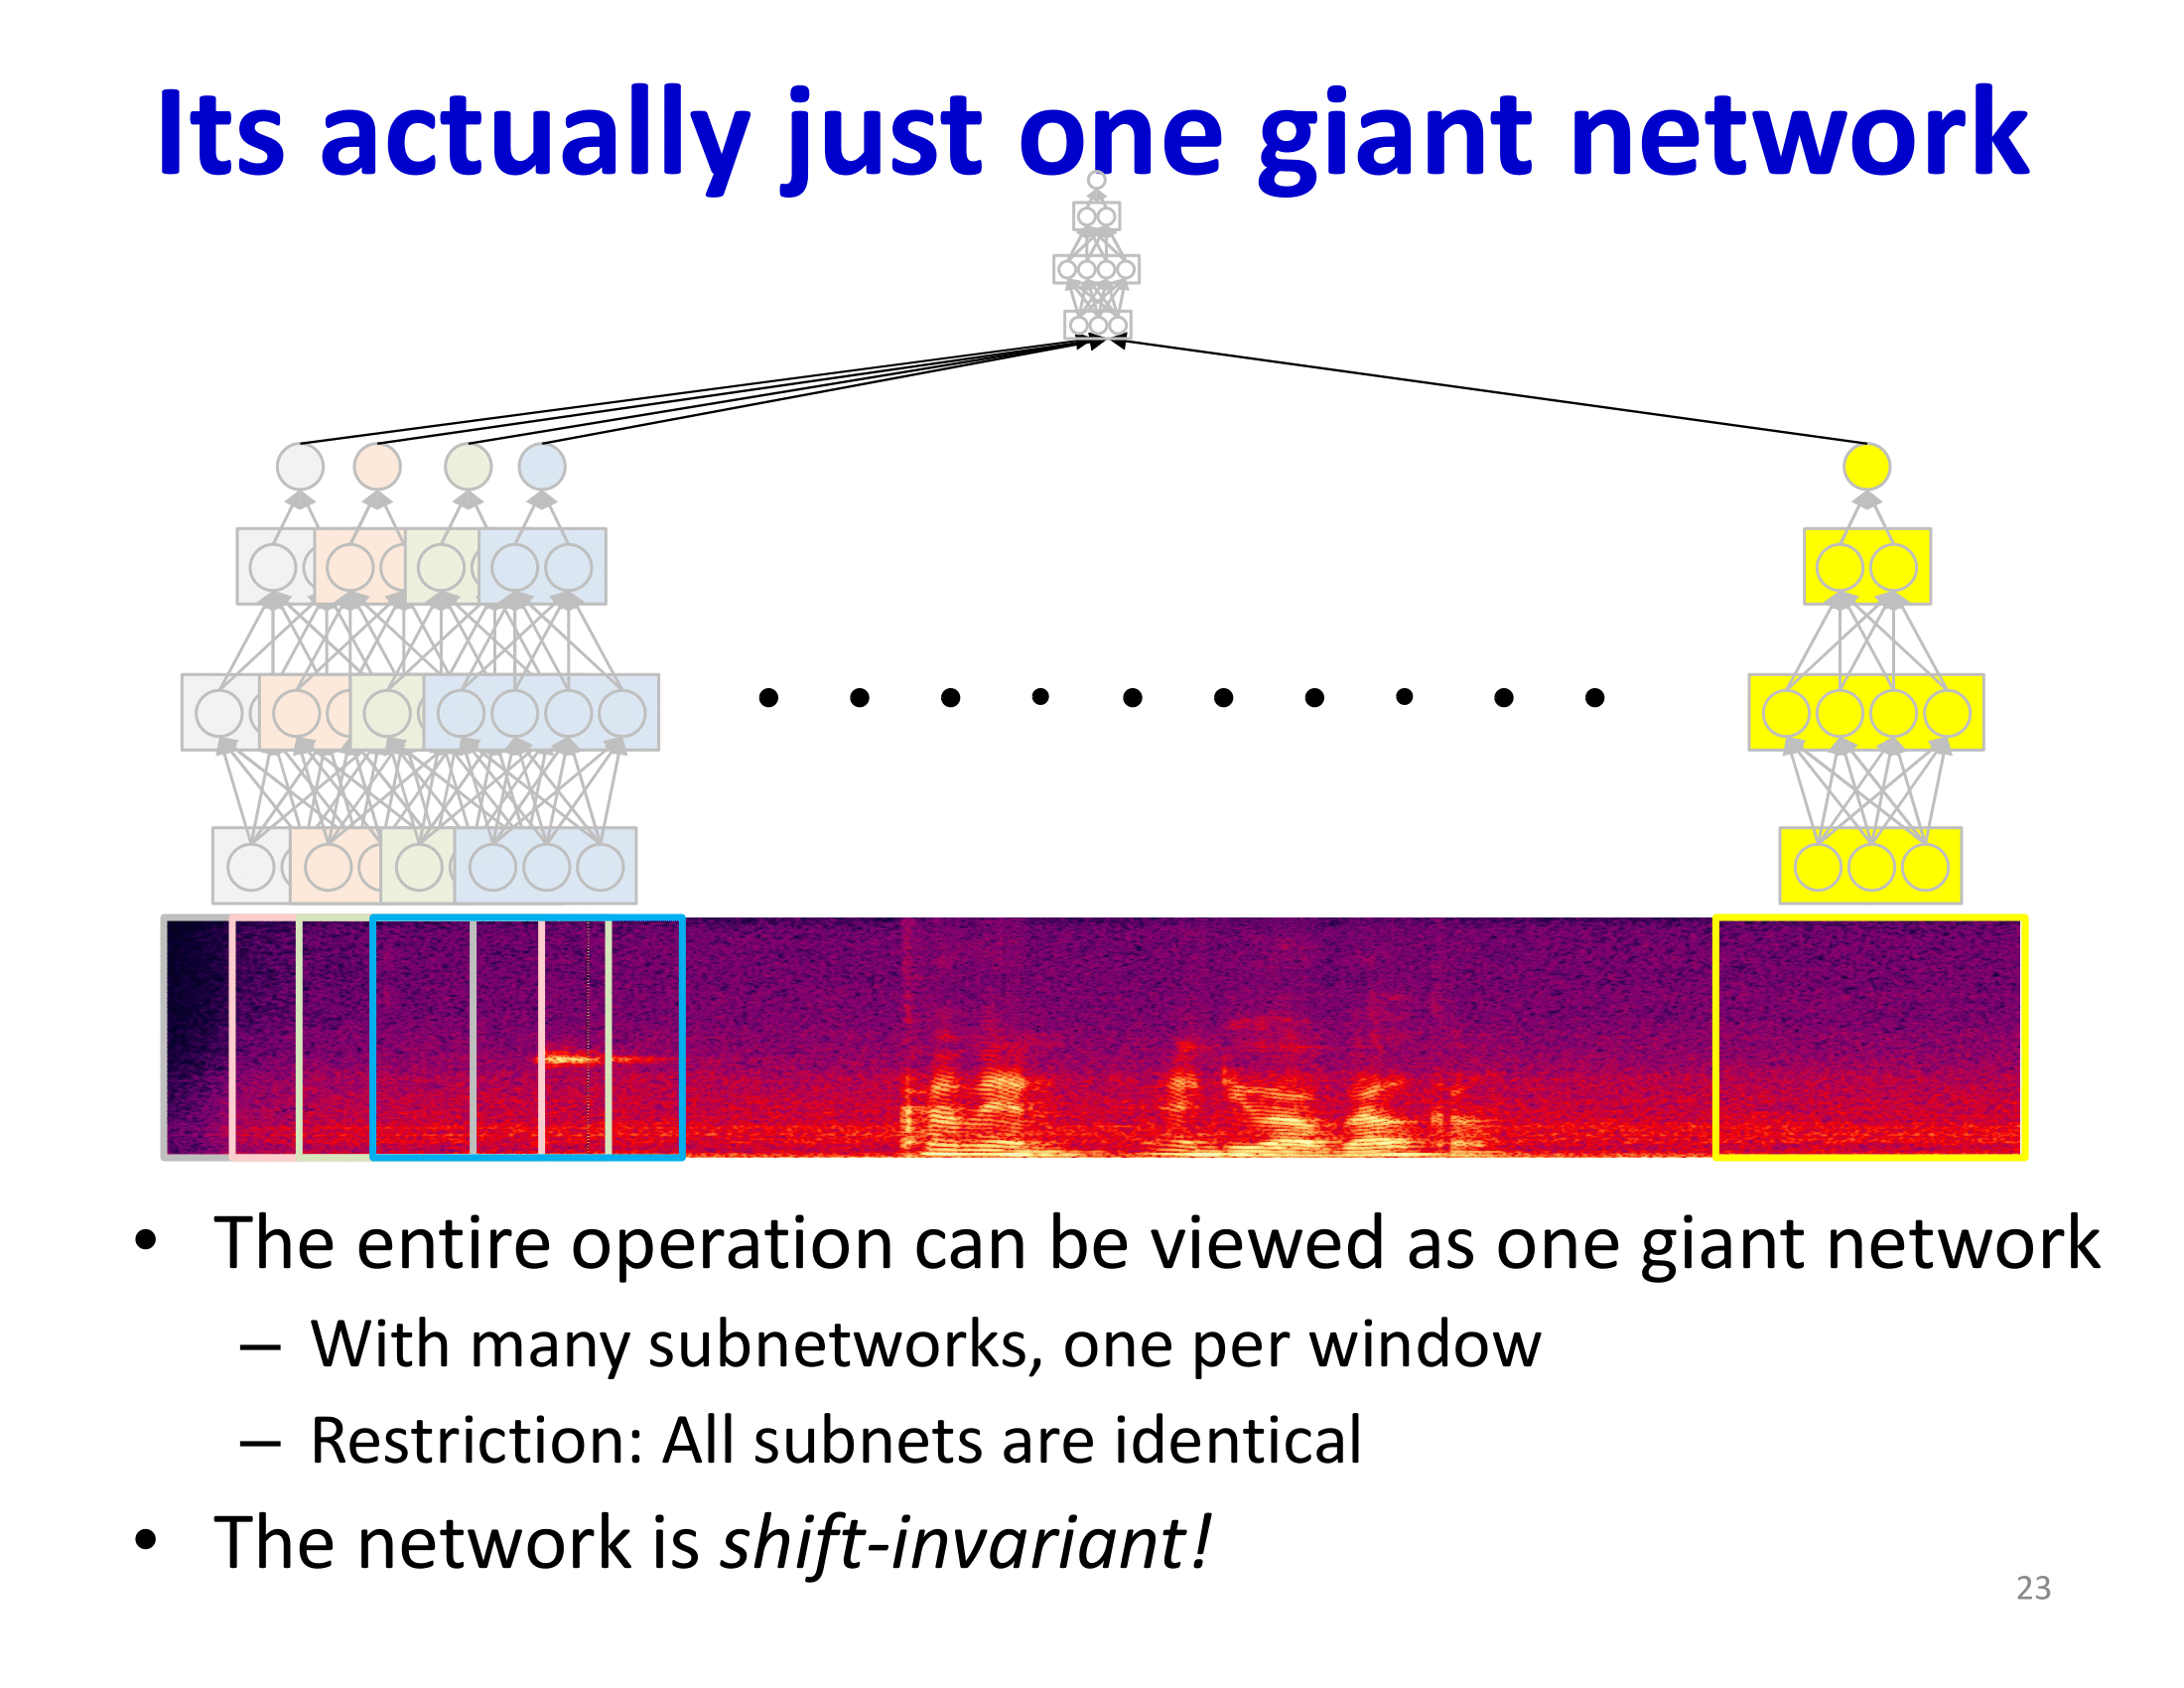 Its actually just one giant network
• The entire operation can be viewed as one giant network
– With many subnetworks, one per window
– Restriction: All subnets are identical
• The network is shift-invariant!
23